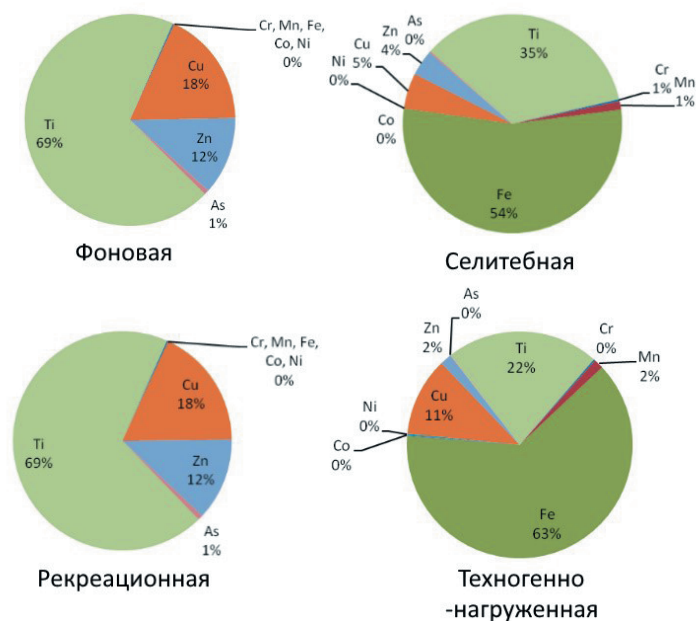 Cr, Mn, Fe,
Co, Ni
0%
Cu
18%
Ti
69%
Zn
12%
As
1%
Фоновая
As
0%
Zn
4%
Cu
5%
Ni
0%
Co
0%
Ti
35%
Cr
1%
Mn
1%
Fe
54%
Селитебная
Cr, Mn, Fe,
Co, Ni
0%
Cu
18%
Ti
69%
Zn
12%
As
1%
Рекреационная
As
0%
Zn
2%
Cu
11%
Ni
0%
Co
0%
Ti
22%
Cr
0%
Mn
2%
Fe
63%
Техногенно
-нагруженная